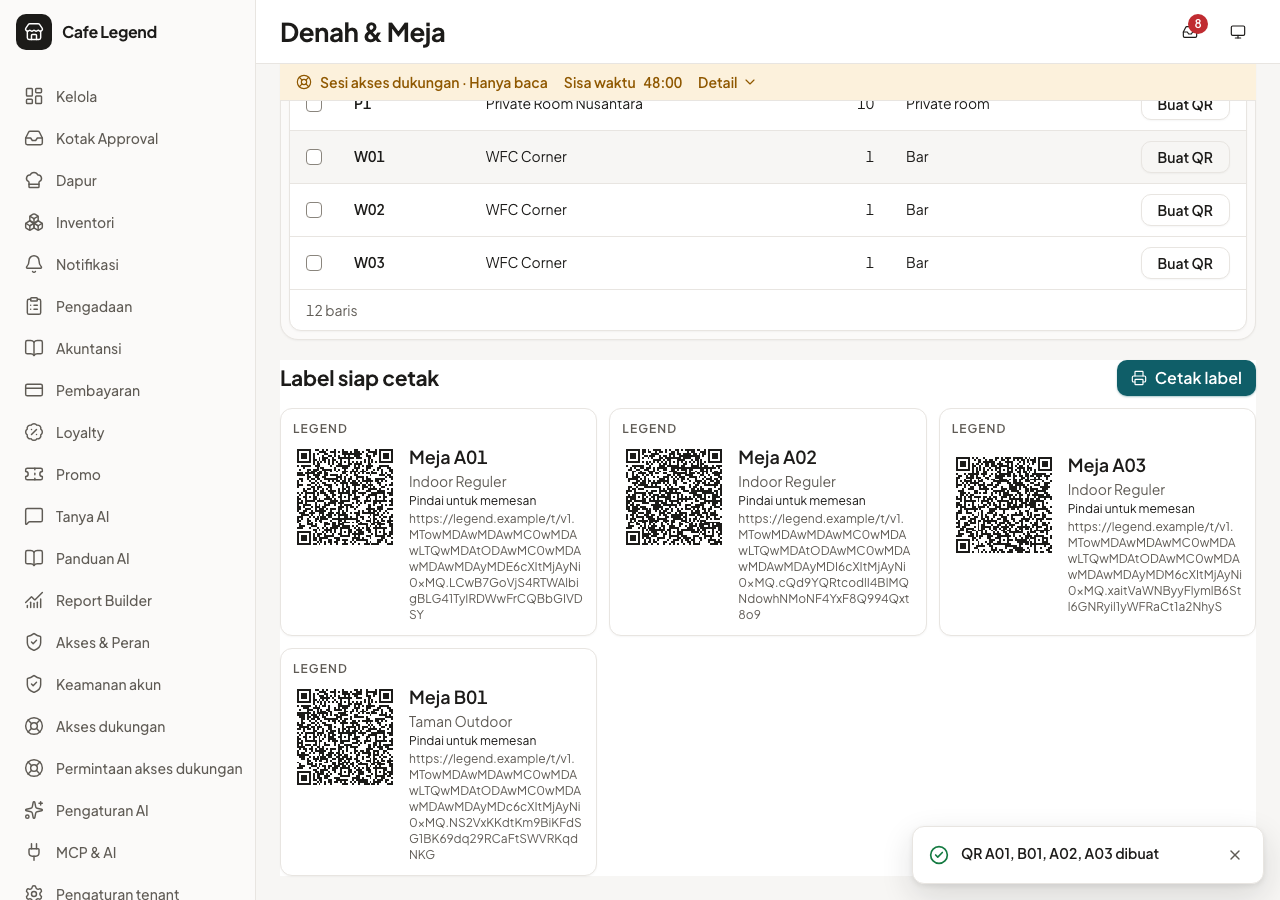 Cafe Legend
Denah & Meja
8
Kelola
Kotak Approval
Dapur
Inventori
Notifikasi
Pengadaan
Akuntansi
Pembayaran
Loyalty
Promo
Tanya AI
Panduan AI
Report Builder
Akses & Peran
Keamanan akun
Akses dukungan
Permintaan akses dukungan
Pengaturan AI
MCP & AI
Pengaturan tenant
Sesi akses dukungan · Hanya baca Sisa waktu 48:00 Detail
P1 Private Room Nusantara 10 Private room Buat QR
W01 WFC Corner 1 Bar Buat QR
W02 WFC Corner 1 Bar Buat QR
W03 WFC Corner 1 Bar Buat QR
12 baris
Label siap cetak
Cetak label
LEGEND
Meja A01
Indoor Reguler
Pindai untuk memesan
https://legend.example/t/v1.
MTowMDAwMDAwMC0wMDA
wLTQwMDAtODAwMC0wMDA
wMDAwMDAyMDE6cXItMjAyNi
0xMQ.LCwB7GoVjS4RTWAlbi
gBLG41TylRDWwFrCQBbGlVD
SY
LEGEND
Meja A02
Indoor Reguler
Pindai untuk memesan
https://legend.example/t/v1.
MTowMDAwMDAwMC0wMDA
wLTQwMDAtODAwMC0wMDA
wMDAwMDAyMDI6cXItMjAyNi
0xMQ.cQd9YQRtcodlI4BIMQ
NdowhNMoNF4YxF8Q994Qxt
8o9
LEGEND
Meja A03
Indoor Reguler
Pindai untuk memesan
https://legend.example/t/v1.
MTowMDAwMDAwMC0wMDA
wLTQwMDAtODAwMC0wMDA
wMDAwMDAyMDM6cXItMjAyNi
0xMQ.xaitVaWNByyFlymlB6St
l6GNRyil1yWFRaCt1a2NhyS
LEGEND
Meja B01
Taman Outdoor
Pindai untuk memesan
https://legend.example/t/v1.
MTowMDAwMDAwMC0wMDA
wLTQwMDAtODAwMC0wMDA
wMDAwMDAyMDc6cXItMjAyNi
0xMQ.NS2VxKKdtKm9BiKFdS
G1BK69dq29RCaFtSWVRKqd
NKG
QR A01, B01, A02, A03 dibuat